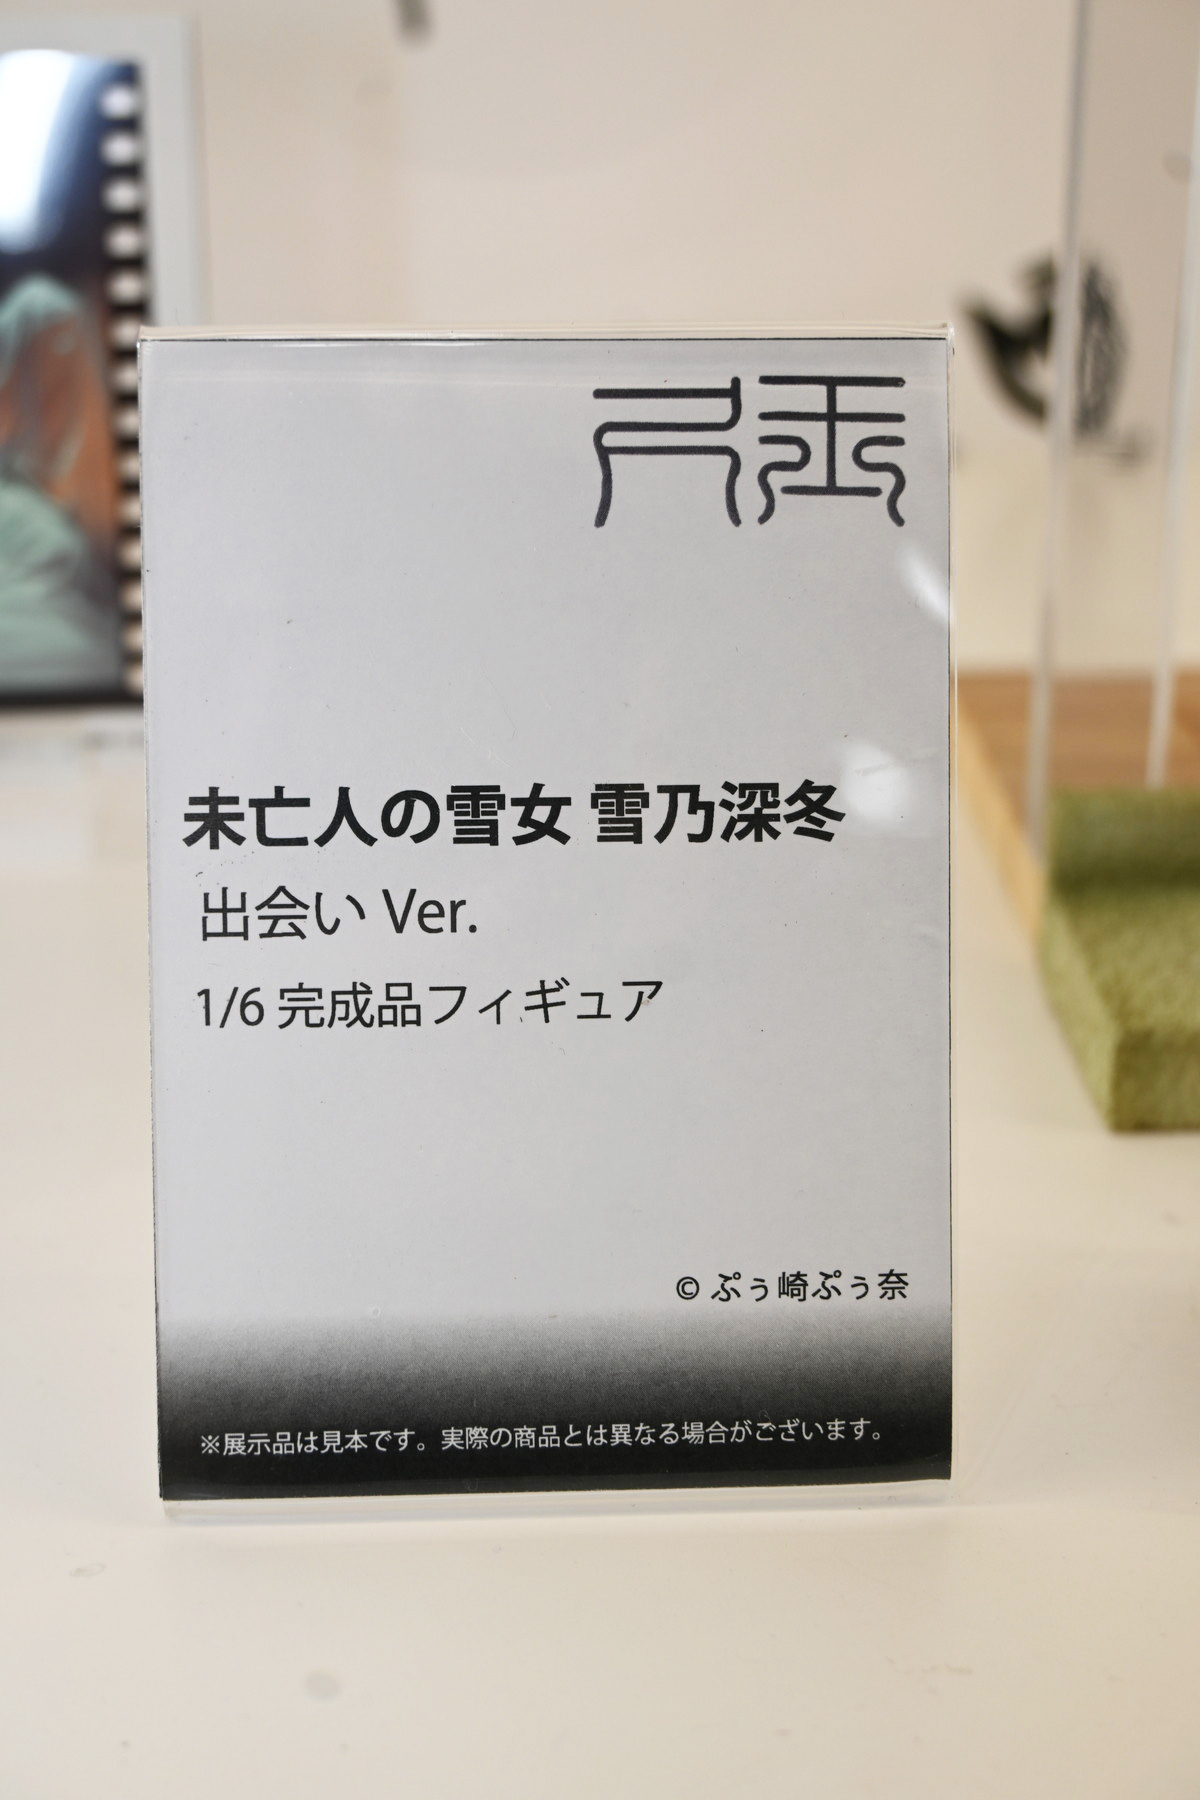 未亡人の雪女 雪乃深冬
出会い Ver.
1/6 完成品フィギュア
© ぷぅ崎ぷぅ奈
※展示品は見本です。実際の商品とは異なる場合がございます。